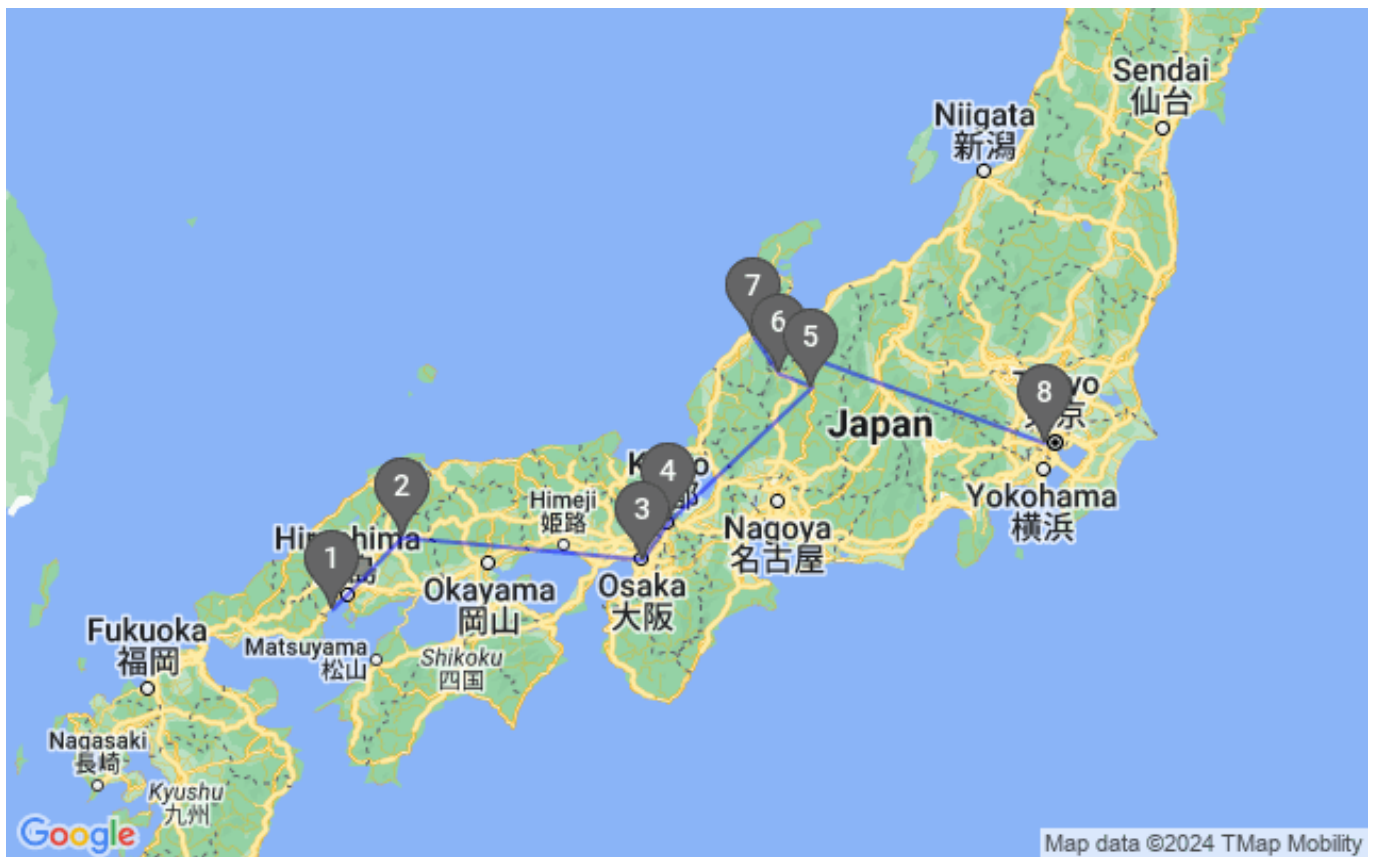 Sendai
仙台
Niigata
新潟
7
6
5
8
Japan
4
Yokohama
横浜
Himeji
姫路
3
Nagoya
名古屋
2
1
Okayama
岡山
Osaka
大阪
Fukuoka
福岡
Matsuyama
松山
Shikoku
四国
Nagasaki
長崎
Kyushu
九州
Google
Map data ©2024 TMap Mobility